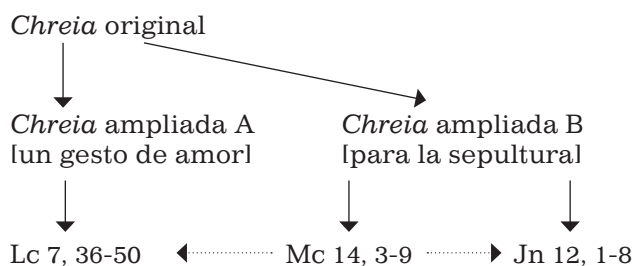 Chreia original
Chreia ampliada A Chreia ampliada B
[un gesto de amor] [para la sepultura]
Lc 7, 36-50 Mc 14, 3-9 Jn 12, 1-8